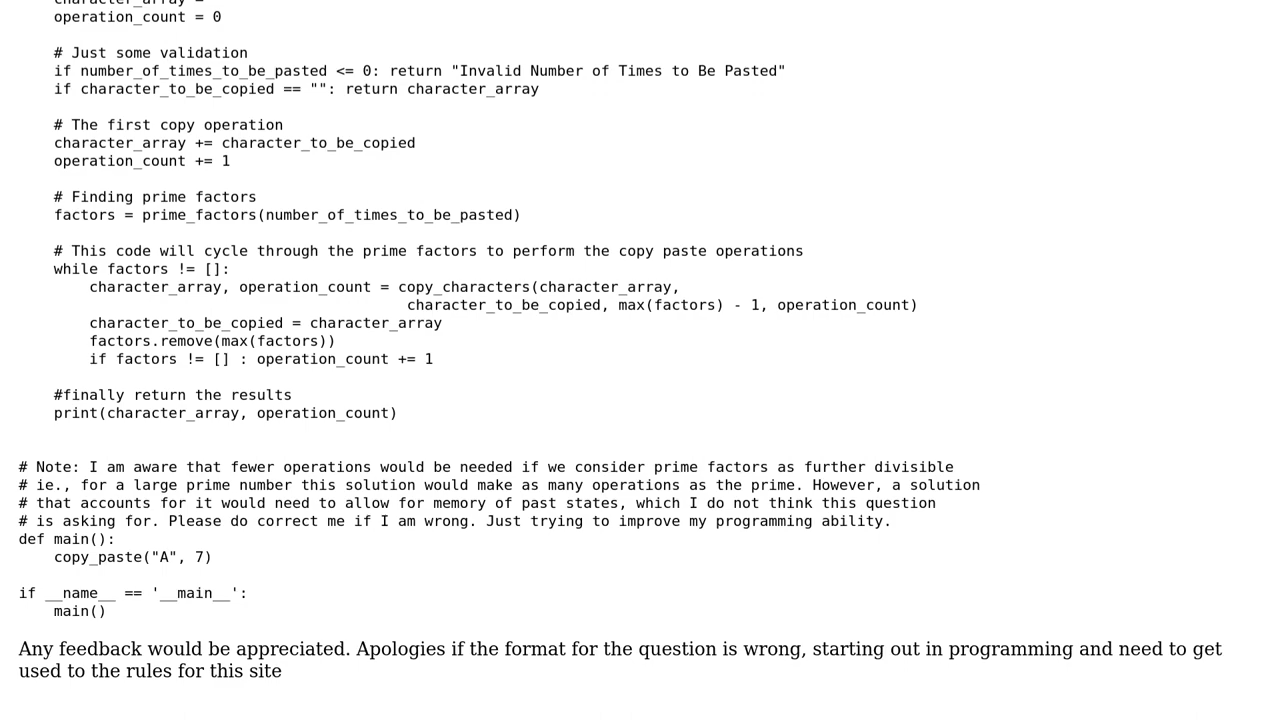 character_array =
    operation_count = 0

    # Just some validation
    if number_of_times_to_be_pasted <= 0: return "Invalid Number of Times to Be Pasted"
    if character_to_be_copied == "": return character_array

    # The first copy operation
    character_array += character_to_be_copied
    operation_count += 1

    # Finding prime factors
    factors = prime_factors(number_of_times_to_be_pasted)

    # This code will cycle through the prime factors to perform the copy paste operations
    while factors != []:
        character_array, operation_count = copy_characters(character_array,
                                            character_to_be_copied, max(factors) - 1, operation_count)
        character_to_be_copied = character_array
        factors.remove(max(factors))
        if factors != [] : operation_count += 1

    #finally return the results
    print(character_array, operation_count)


# Note: I am aware that fewer operations would be needed if we consider prime factors as further divisible
# ie., for a large prime number this solution would make as many operations as the prime. However, a solution
# that accounts for it would need to allow for memory of past states, which I do not think this question
# is asking for. Please do correct me if I am wrong. Just trying to improve my programming ability.
def main():
    copy_paste("A", 7)

if __name__ == '__main__':
    main()

Any feedback would be appreciated. Apologies if the format for the question is wrong, starting out in programming and need to get
used to the rules for this site